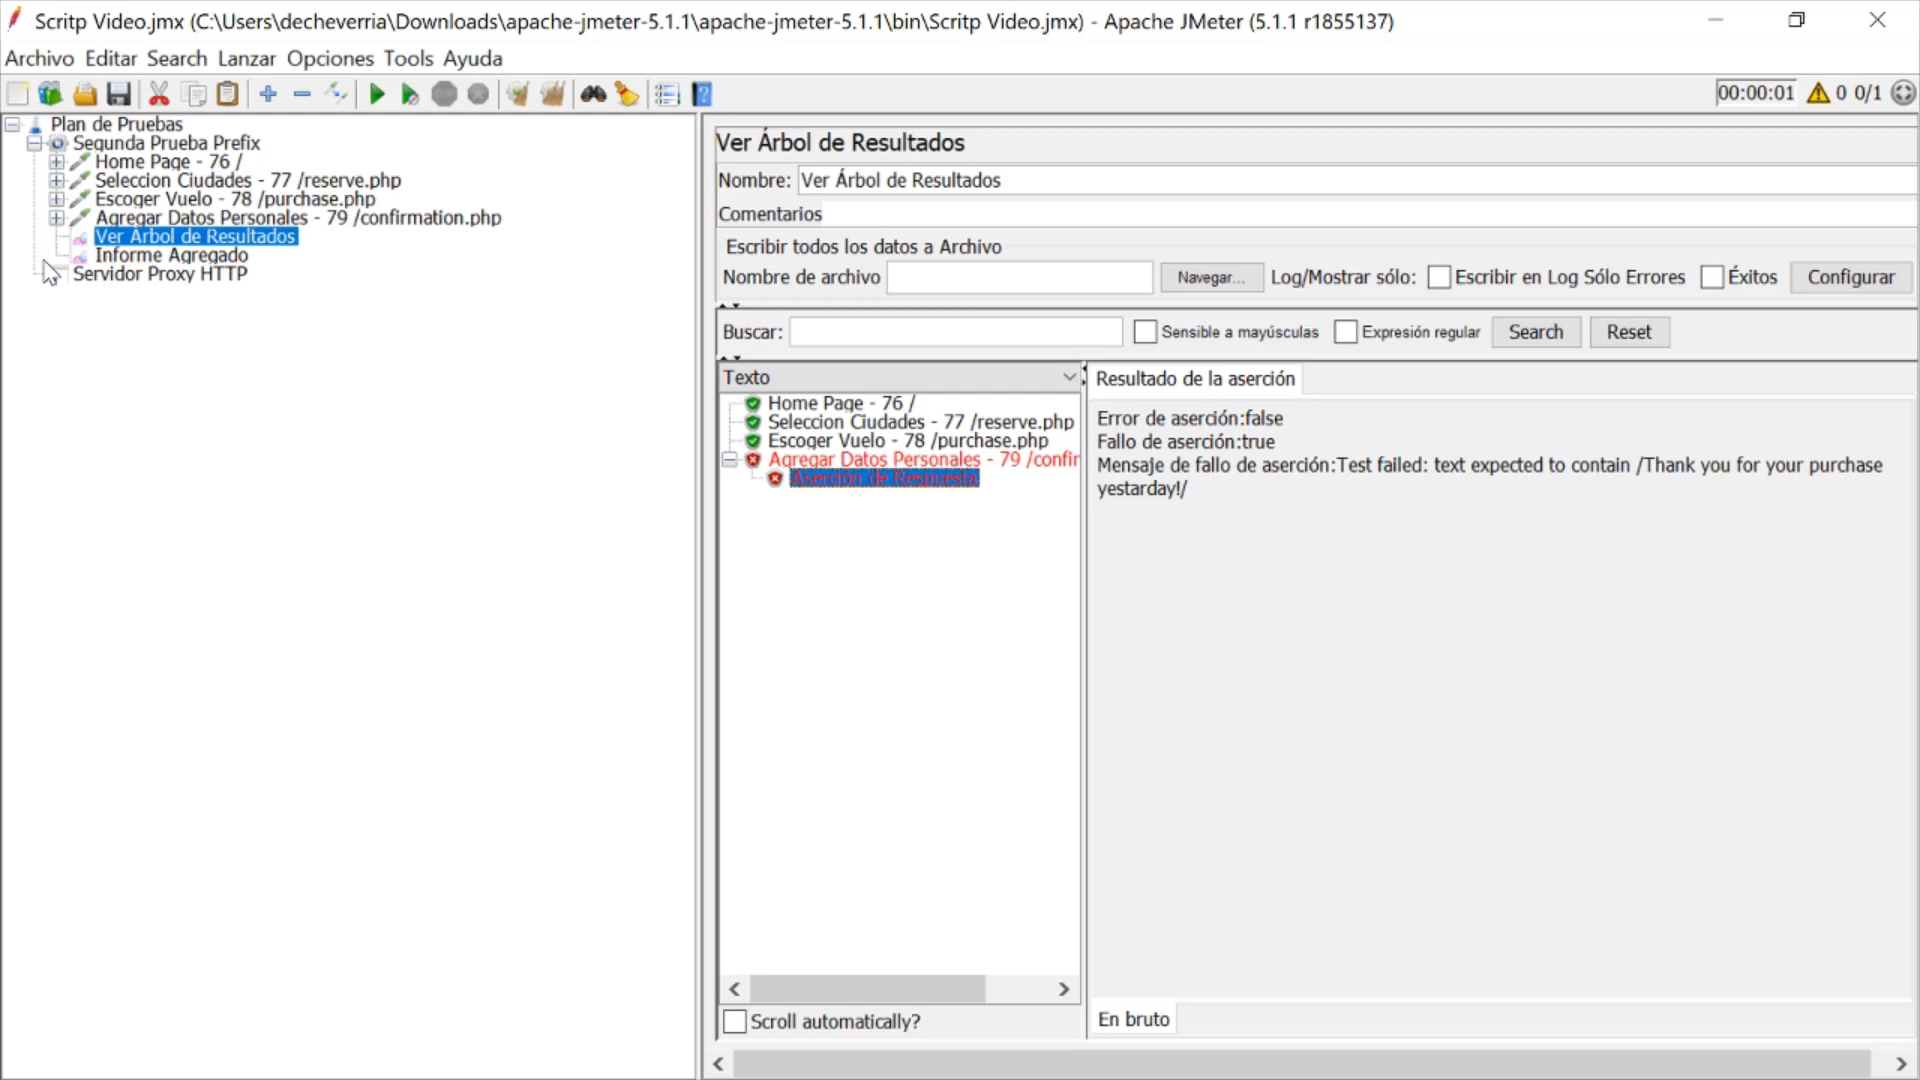 Scritp Video.jmx (C:\Users\decheverria\Downloads\apache-jmeter-5.1.1\apache-jmeter-5.1.1\bin\Scritp Video.jmx) - Apache JMeter (5.1.1 r1855137)
Archivo Editar Search Lanzar Opciones Tools Ayuda
00:00:01 0 0/1
Plan de Pruebas
Segunda Prueba Prefix
Home Page - 76 /
Seleccion Ciudades - 77 /reserve.php
Escoger Vuelo - 78 /purchase.php
Agregar Datos Personales - 79 /confirmation.php
Ver Árbol de Resultados
Informe Agregado
Servidor Proxy HTTP
Ver Árbol de Resultados
Nombre: Ver Árbol de Resultados
Comentarios
Escribir todos los datos a Archivo
Nombre de archivo Navegar... Log/Mostrar sólo: Escribir en Log Sólo Errores Éxitos Configurar
Buscar: Sensible a mayúsculas Expresión regular Search Reset
Texto
Home Page - 76 /
Seleccion Ciudades - 77 /reserve.php
Escoger Vuelo - 78 /purchase.php
Agregar Datos Personales - 79 /confir
Aserción de Respuesta
Scroll automatically?
Resultado de la aserción
Error de aserción:false
Fallo de aserción:true
Mensaje de fallo de aserción:Test failed: text expected to contain /Thank you for your purchase
yestarday!/
En bruto